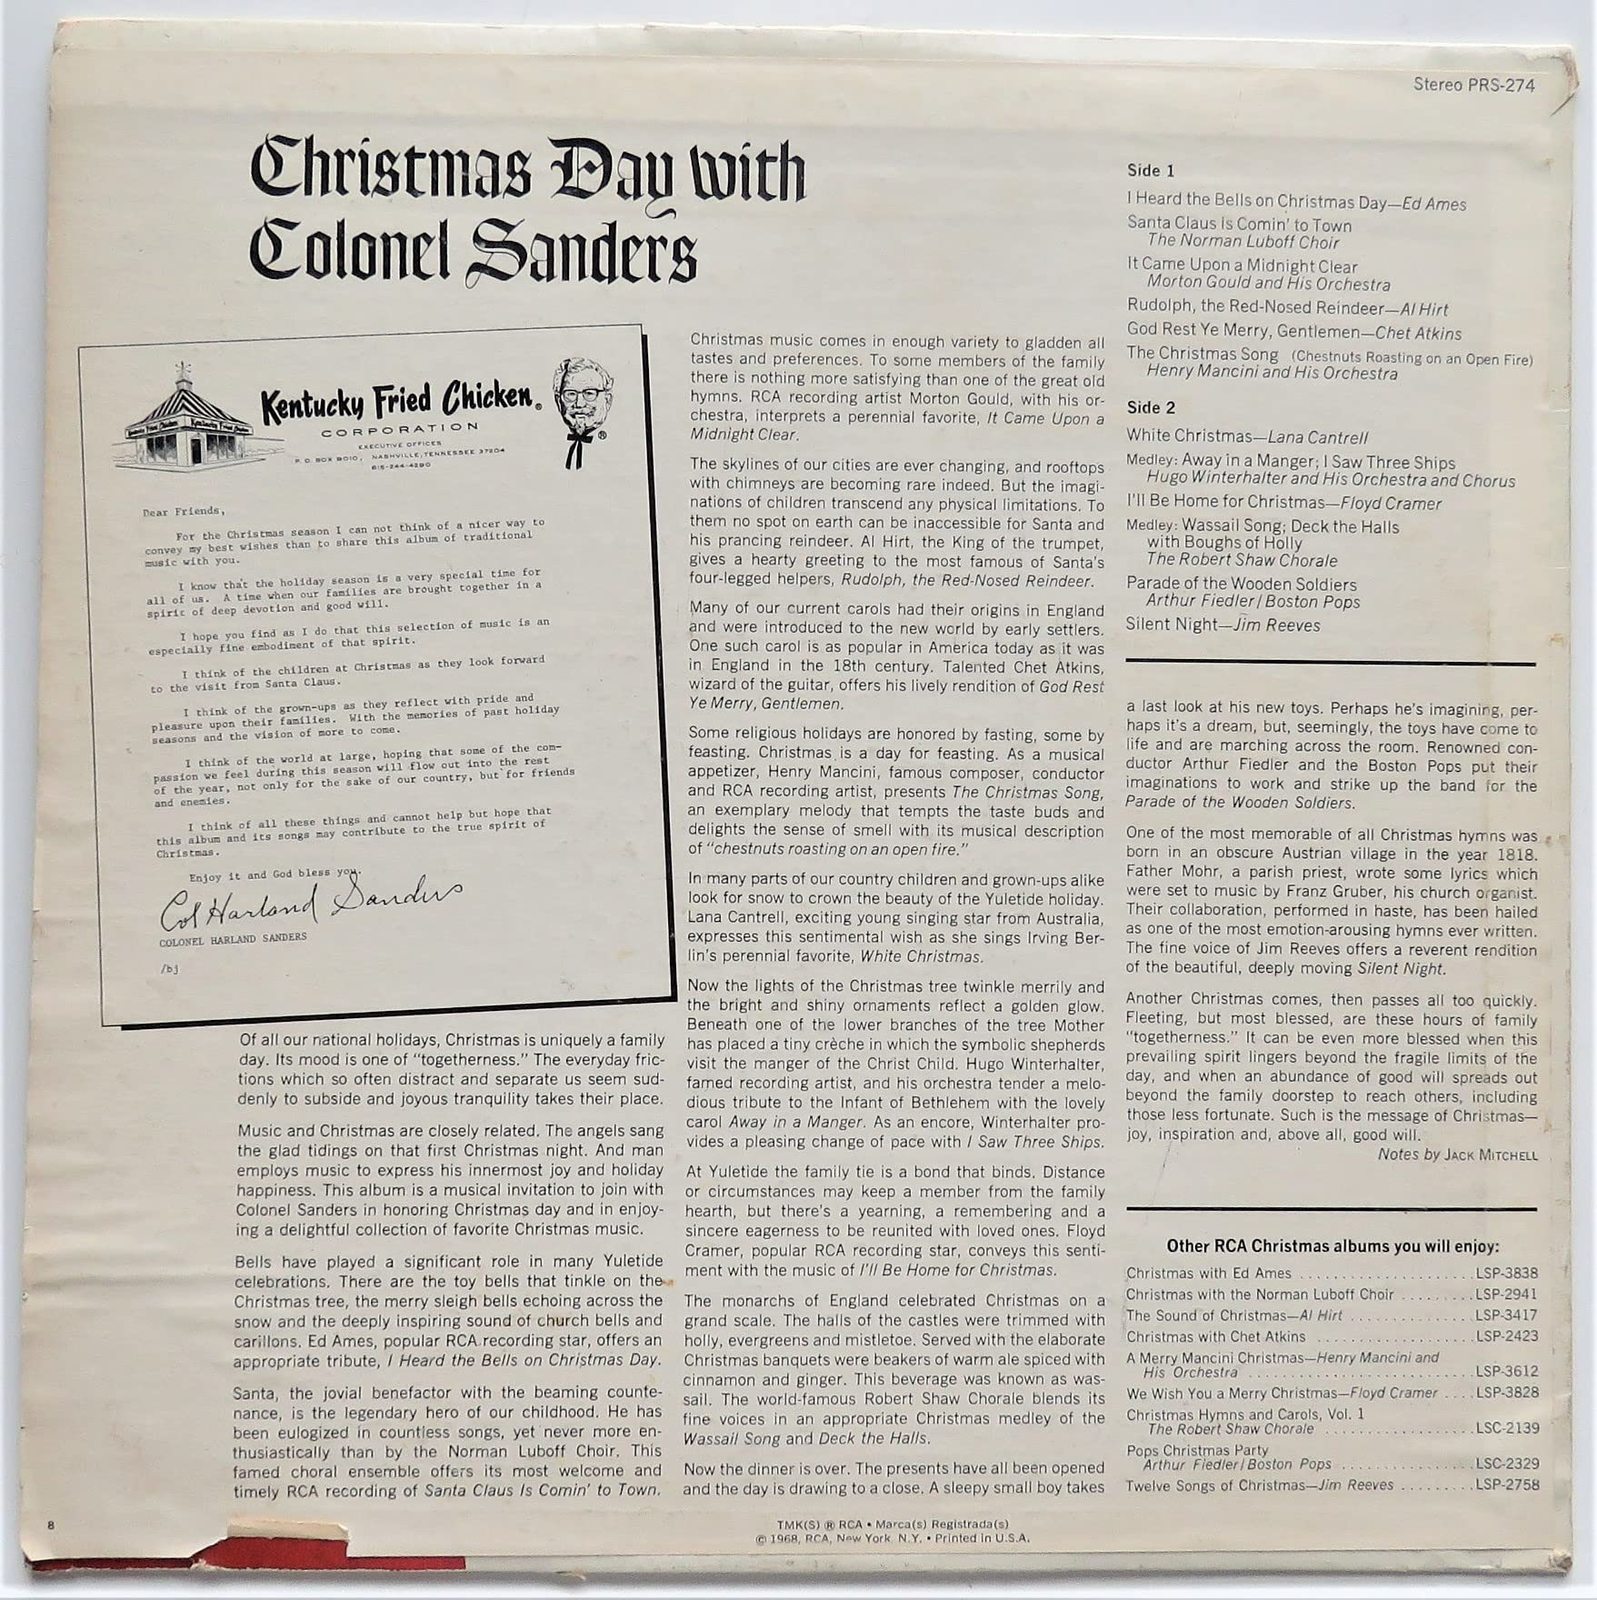 Stereo PRS-274
Christmas Day with
Colonel Sanders
Kentucky Fried Chicken®
CORPORATION
EXECUTIVE OFFICES
P. O. BOX 9010, NASHVILLE, TENNESSEE 37204
615-244-4290
Dear Friends,
For the Christmas season I can not think of a nicer way to
convey my best wishes than to share this album of traditional
music with you.
I know that the holiday season is a very special time for
all of us. A time when our families are brought together in a
spirit of deep devotion and good will.
I hope you find as I do that this selection of music is an
especially fine embodiment of that spirit.
I think of the children at Christmas as they look forward
to the visit from Santa Claus.
I think of the grown-ups as they reflect with pride and
pleasure upon their families. With the memories of past holiday
seasons and the vision of more to come.
I think of the world at large, hoping that some of the com-
passion we feel during this season will flow out into the rest
of the year, not only for the sake of our country, but for friends
and enemies.
I think of all these things and cannot help but hope that
this album and its songs may contribute to the true spirit of
Christmas.
Enjoy it and God bless you.
Col Harland Sanders
COLONEL HARLAND SANDERS
/bj
Of all our national holidays, Christmas is uniquely a family
day. Its mood is one of “togetherness.” The everyday fric-
tions which so often distract and separate us seem sud-
denly to subside and joyous tranquility takes their place.
Music and Christmas are closely related. The angels sang
the glad tidings on that first Christmas night. And man
employs music to express his innermost joy and holiday
happiness. This album is a musical invitation to join with
Colonel Sanders in honoring Christmas day and in enjoy-
ing a delightful collection of favorite Christmas music.
Bells have played a significant role in many Yuletide
celebrations. There are the toy bells that tinkle on the
Christmas tree, the merry sleigh bells echoing across the
snow and the deeply inspiring sound of church bells and
carillons. Ed Ames, popular RCA recording star, offers an
appropriate tribute, I Heard the Bells on Christmas Day.
Santa, the jovial benefactor with the beaming counte-
nance, is the legendary hero of our childhood. He has
been eulogized in countless songs, yet never more en-
thusiastically than by the Norman Luboff Choir. This
famed choral ensemble offers its most welcome and
timely RCA recording of Santa Claus Is Comin’ to Town.
Christmas music comes in enough variety to gladden all
tastes and preferences. To some members of the family
there is nothing more satisfying than one of the great old
hymns. RCA recording artist Morton Gould, with his or-
chestra, interprets a perennial favorite, It Came Upon a
Midnight Clear.
The skylines of our cities are ever changing, and rooftops
with chimneys are becoming rare indeed. But the imagi-
nations of children transcend any physical limitations. To
them no spot on earth can be inaccessible for Santa and
his prancing reindeer. Al Hirt, the King of the trumpet,
gives a hearty greeting to the most famous of Santa’s
four-legged helpers, Rudolph, the Red-Nosed Reindeer.
Many of our current carols had their origins in England
and were introduced to the new world by early settlers.
One such carol is as popular in America today as it was
in England in the 18th century. Talented Chet Atkins,
wizard of the guitar, offers his lively rendition of God Rest
Ye Merry, Gentlemen.
Some religious holidays are honored by fasting, some by
feasting. Christmas is a day for feasting. As a musical
appetizer, Henry Mancini, famous composer, conductor
and RCA recording artist, presents The Christmas Song,
an exemplary melody that tempts the taste buds and
delights the sense of smell with its musical description
of “chestnuts roasting on an open fire.”
In many parts of our country children and grown-ups alike
look for snow to crown the beauty of the Yuletide holiday.
Lana Cantrell, exciting young singing star from Australia,
expresses this sentimental wish as she sings Irving Ber-
lin’s perennial favorite, White Christmas.
Now the lights of the Christmas tree twinkle merrily and
the bright and shiny ornaments reflect a golden glow.
Beneath one of the lower branches of the tree Mother
has placed a tiny crèche in which the symbolic shepherds
visit the manger of the Christ Child. Hugo Winterhalter,
famed recording artist, and his orchestra tender a melo-
dious tribute to the Infant of Bethlehem with the lovely
carol Away in a Manger. As an encore, Winterhalter pro-
vides a pleasing change of pace with I Saw Three Ships.
At Yuletide the family tie is a bond that binds. Distance
or circumstances may keep a member from the family
hearth, but there’s a yearning, a remembering and a
sincere eagerness to be reunited with loved ones. Floyd
Cramer, popular RCA recording star, conveys this senti-
ment with the music of I’ll Be Home for Christmas.
The monarchs of England celebrated Christmas on a
grand scale. The halls of the castles were trimmed with
holly, evergreens and mistletoe. Served with the elaborate
Christmas banquets were beakers of warm ale spiced with
cinnamon and ginger. This beverage was known as was-
sail. The world-famous Robert Shaw Chorale blends its
fine voices in an appropriate Christmas medley of the
Wassail Song and Deck the Halls.
Now the dinner is over. The presents have all been opened
and the day is drawing to a close. A sleepy small boy takes
Side 1
I Heard the Bells on Christmas Day—Ed Ames
Santa Claus Is Comin’ to Town
The Norman Luboff Choir
It Came Upon a Midnight Clear
Morton Gould and His Orchestra
Rudolph, the Red-Nosed Reindeer—Al Hirt
God Rest Ye Merry, Gentlemen—Chet Atkins
The Christmas Song (Chestnuts Roasting on an Open Fire)
Henry Mancini and His Orchestra
Side 2
White Christmas—Lana Cantrell
Medley: Away in a Manger; I Saw Three Ships
Hugo Winterhalter and His Orchestra and Chorus
I’ll Be Home for Christmas—Floyd Cramer
Medley: Wassail Song; Deck the Halls
with Boughs of Holly
The Robert Shaw Chorale
Parade of the Wooden Soldiers
Arthur Fiedler/Boston Pops
Silent Night—Jim Reeves
a last look at his new toys. Perhaps he’s imagining, per-
haps it’s a dream, but, seemingly, the toys have come to
life and are marching across the room. Renowned con-
ductor Arthur Fiedler and the Boston Pops put their
imaginations to work and strike up the band for the
Parade of the Wooden Soldiers.
One of the most memorable of all Christmas hymns was
born in an obscure Austrian village in the year 1818.
Father Mohr, a parish priest, wrote some lyrics which
were set to music by Franz Gruber, his church organist.
Their collaboration, performed in haste, has been hailed
as one of the most emotion-arousing hymns ever written.
The fine voice of Jim Reeves offers a reverent rendition
of the beautiful, deeply moving Silent Night.
Another Christmas comes, then passes all too quickly.
Fleeting, but most blessed, are these hours of family
“togetherness.” It can be even more blessed when this
prevailing spirit lingers beyond the fragile limits of the
day, and when an abundance of good will spreads out
beyond the family doorstep to reach others, including
those less fortunate. Such is the message of Christmas—
joy, inspiration and, above all, good will.
Notes by JACK MITCHELL
Other RCA Christmas albums you will enjoy:
Christmas with Ed Ames ..................... LSP-3838
Christmas with the Norman Luboff Choir ......... LSP-2941
The Sound of Christmas—Al Hirt ............... LSP-3417
Christmas with Chet Atkins ................... LSP-2423
A Merry Mancini Christmas—Henry Mancini and
His Orchestra ........................... LSP-3612
We Wish You a Merry Christmas—Floyd Cramer .... LSP-3828
Christmas Hymns and Carols, Vol. 1
The Robert Shaw Chorale .................. LSC-2139
Pops Christmas Party
Arthur Fiedler/Boston Pops ................ LSC-2329
Twelve Songs of Christmas—Jim Reeves ......... LSP-2758
8
TMK(S) ® RCA • Marca(s) Registrada(s)
© 1968, RCA, New York, N.Y. • Printed in U.S.A.